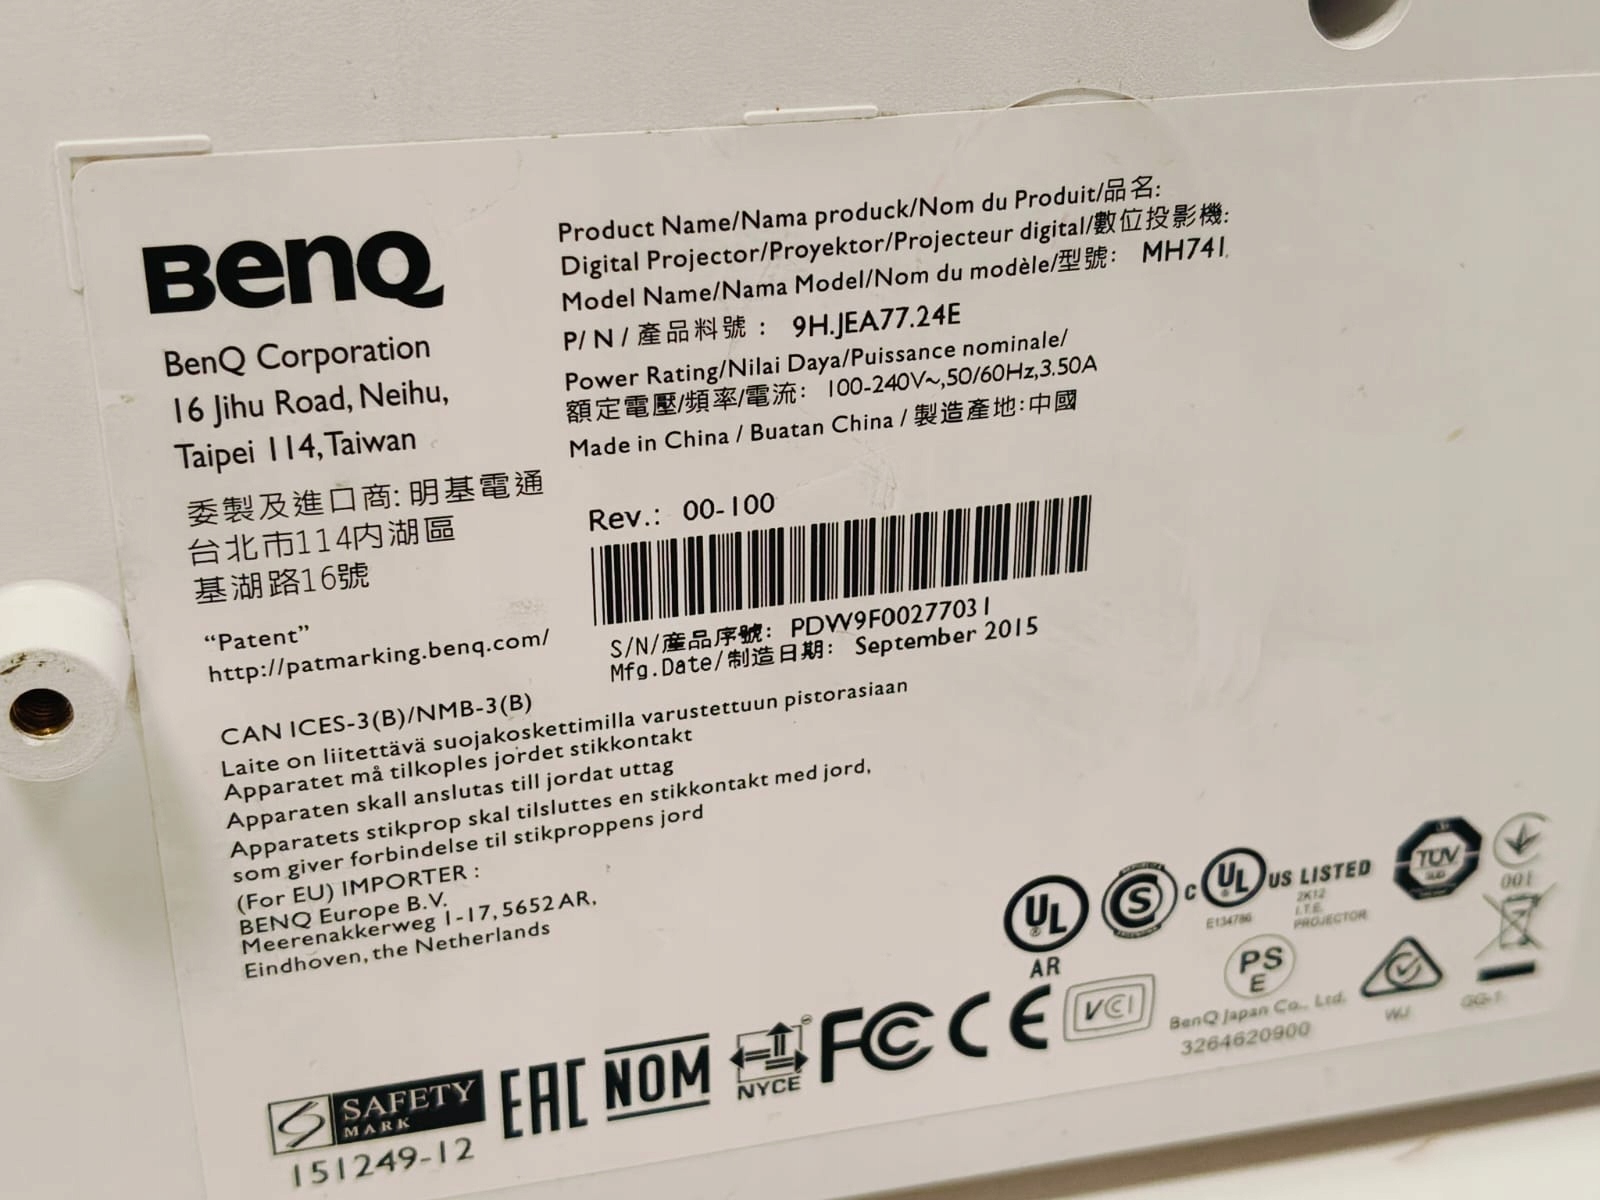 BenQ
BenQ Corporation
16 Jihu Road, Neihu,
Taipei 114, Taiwan
委製及進口商: 明基電通
台北市114內湖區
基湖路16號
“Patent”
http://patmarking.benq.com/
Product Name/Nama produck/Nom du Produit/品名:
Digital Projector/Proyektor/Projecteur digital/數位投影機:
Model Name/Nama Model/Nom du modèle/型號: MH741
P/N/產品料號: 9H.JEA77.24E
Power Rating/Nilai Daya/Puissance nominale/
額定電壓/頻率/電流: 100-240V~,50/60Hz,3.50A
Made in China / Buatan China / 製造產地:中國
Rev.: 00-100
S/N/產品序號: PDW9F00277031
Mfg.Date/制造日期: September 2015
CAN ICES-3(B)/NMB-3(B)
Laite on liitettävä suojakoskettimilla varustettuun pistorasiaan
Apparatet må tilkoples jordet stikkontakt
Apparaten skall anslutas till jordat uttag
Apparatets stikprop skal tilsluttes en stikkontakt med jord,
som giver forbindelse til stikproppens jord
(For EU) IMPORTER :
BENQ Europe B.V.
Meerenakkerweg 1-17, 5652 AR,
Eindhoven, the Netherlands
UL
AR
S
C UL US LISTED
E134786
2K12
I.T.E.
PROJECTOR
TÜV
SÜD
001
PS
E
BenQ Japan Co., Ltd.
3264620900
WJ
GG-1
SAFETY
MARK
151249-12
EAC
NOM
NYCE
FC
CE
VCCI